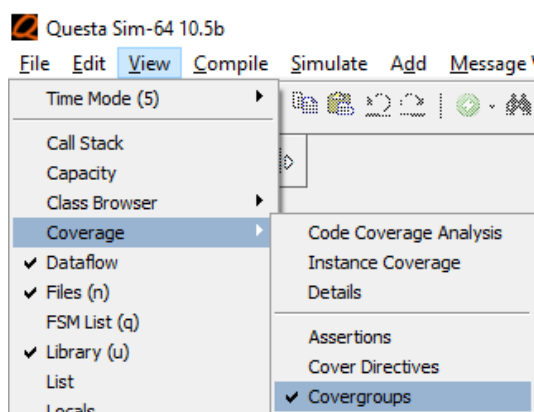 Questa Sim-64 10.5b
File Edit View Compile Simulate Add Message
Time Mode (5)
Call Stack
Capacity
Class Browser
Coverage
Dataflow
Files (n)
FSM List (q)
Library (u)
List
Locals
Code Coverage Analysis
Instance Coverage
Details
Assertions
Cover Directives
Covergroups